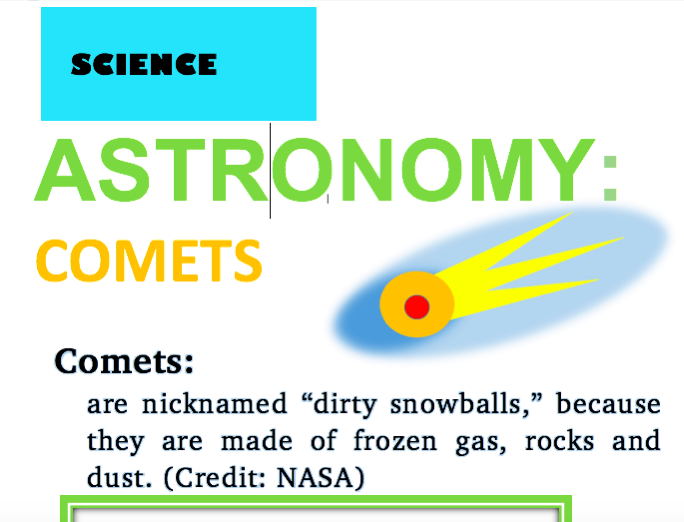 SCIENCE
ASTRONOMY:
COMETS
Comets:
are nicknamed “dirty snowballs,” because
they are made of frozen gas, rocks and
dust. (Credit: NASA)